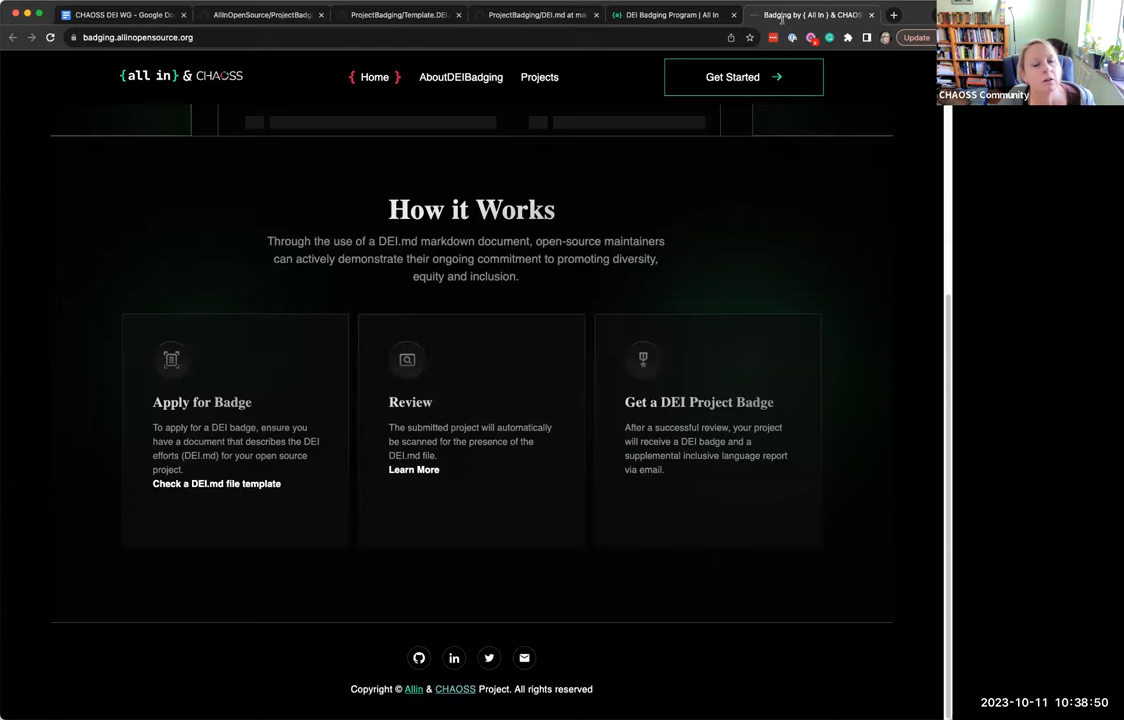 CHAOSS DEI WG - Google Do
AllInOpenSource/ProjectBadg
ProjectBadging/Template.DEI.
ProjectBadging/DEI.md at ma
DEI Badging Program | All In
Badging by { All In } & CHAOS
badging.allinopensource.org
Update
{all in} & CHAOSS
{ Home }
AboutDEIBadging
Projects
Get Started
CHAOSS Community
How it Works
Through the use of a DEI.md markdown document, open-source maintainers
can actively demonstrate their ongoing commitment to promoting diversity,
equity and inclusion.
Apply for Badge
To apply for a DEI badge, ensure you
have a document that describes the DEI
efforts (DEI.md) for your open source
project.
Check a DEI.md file template
Review
The submitted project will automatically
be scanned for the presence of the
DEI.md file.
Learn More
Get a DEI Project Badge
After a successful review, your project
will receive a DEI badge and a
supplemental inclusive language report
via email.
Copyright © Allin & CHAOSS Project. All rights reserved
2023-10-11 10:38:50